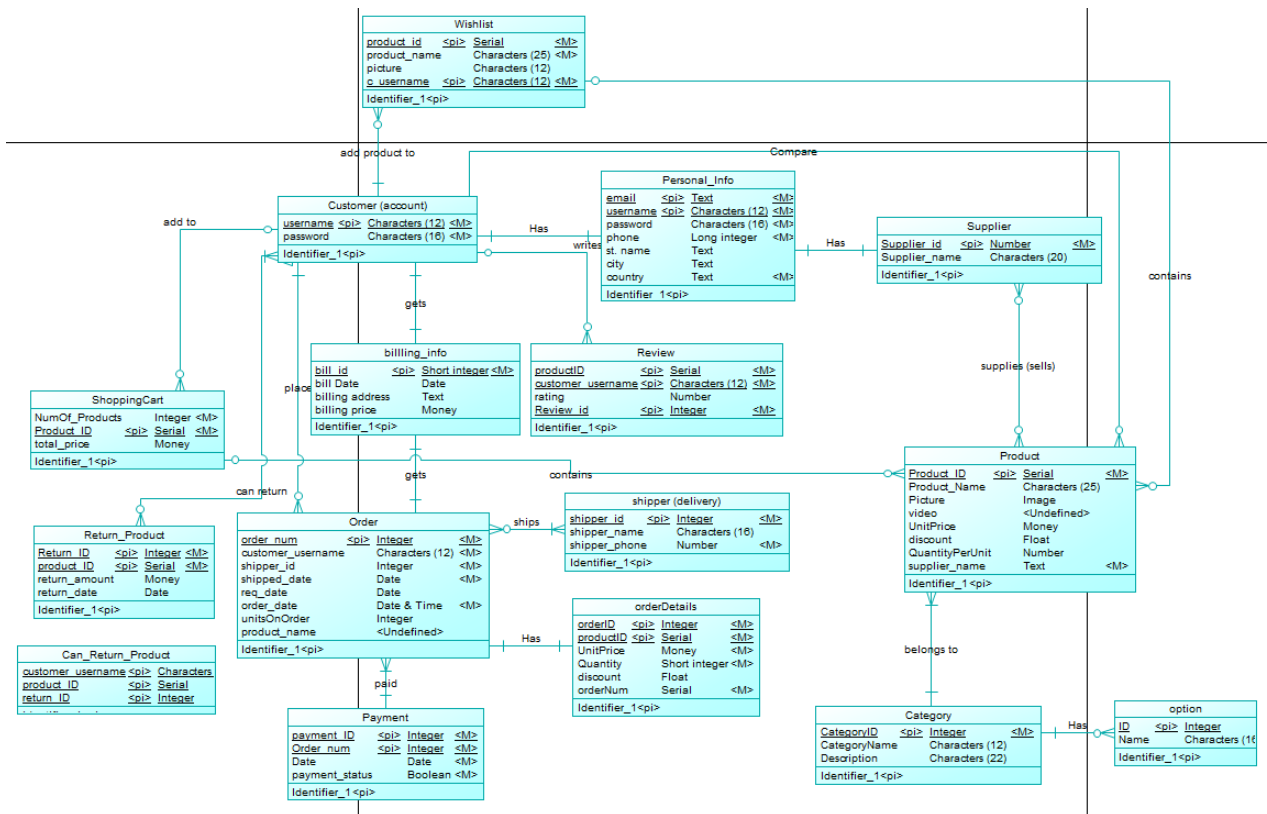 Wishlist
product_id <pi> Serial <M>
product_name Characters (25) <M>
picture Characters (12)
c_username <pi> Characters (12) <M>
Identifier_1<pi>
add product to
Compare
Customer (account)
username <pi> Characters (12) <M>
password Characters (16) <M>
Identifier_1<pi>
add to
Has
writes
Personal_Info
email <pi> Text <M>
username <pi> Characters (12) <M>
password Characters (16) <M>
phone Long integer <M>
st. name Text
city Text
country Text <M>
Identifier_1<pi>
Has
Supplier
Supplier_id <pi> Number <M>
Supplier_name Characters (20)
Identifier_1<pi>
contains
gets
billling_info
bill_id <pi> Short integer <M>
bill Date Date
billing address Text
billing price Money
Identifier_1<pi>
Review
productID <pi> Serial <M>
customer_username <pi> Characters (12) <M>
rating Number
Review_id <pi> Integer <M>
Identifier_1<pi>
supplies (sells)
place
ShoppingCart
NumOf_Products Integer <M>
Product_ID <pi> Serial <M>
total_price Money
Identifier_1<pi>
gets
contains
can return
Product
Product_ID <pi> Serial <M>
Product_Name Characters (25)
Picture Image
video <Undefined>
UnitPrice Money
discount Float
QuantityPerUnit Number
supplier_name Text <M>
Identifier_1<pi>
Return_Product
Return_ID <pi> Integer <M>
product_ID <pi> Serial <M>
return_amount Money
return_date Date
Identifier_1<pi>
Order
order_num <pi> Integer <M>
customer_username Characters (12) <M>
shipper_id Integer <M>
shipped_date Date <M>
req_date Date
order_date Date & Time <M>
unitsOnOrder Integer
product_name <Undefined>
Identifier_1<pi>
ships
shipper (delivery)
shipper_id <pi> Integer <M>
shipper_name Characters (16)
shipper_phone Number <M>
Identifier_1<pi>
Has
orderDetails
orderID <pi> Integer <M>
productID <pi> Serial <M>
UnitPrice Money <M>
Quantity Short integer <M>
discount Float
orderNum Serial <M>
Identifier_1<pi>
Can_Return_Product
customer_username <pi> Characters
product_ID <pi> Serial
return_ID <pi> Integer
paid
Payment
payment_ID <pi> Integer <M>
Order_num <pi> Integer <M>
Date Date <M>
payment_status Boolean <M>
Identifier_1<pi>
belongs to
Category
CategoryID <pi> Integer <M>
CategoryName Characters (12)
Description Characters (22)
Identifier_1<pi>
Has
option
ID <pi> Integer
Name Characters (16
Identifier_1<pi>